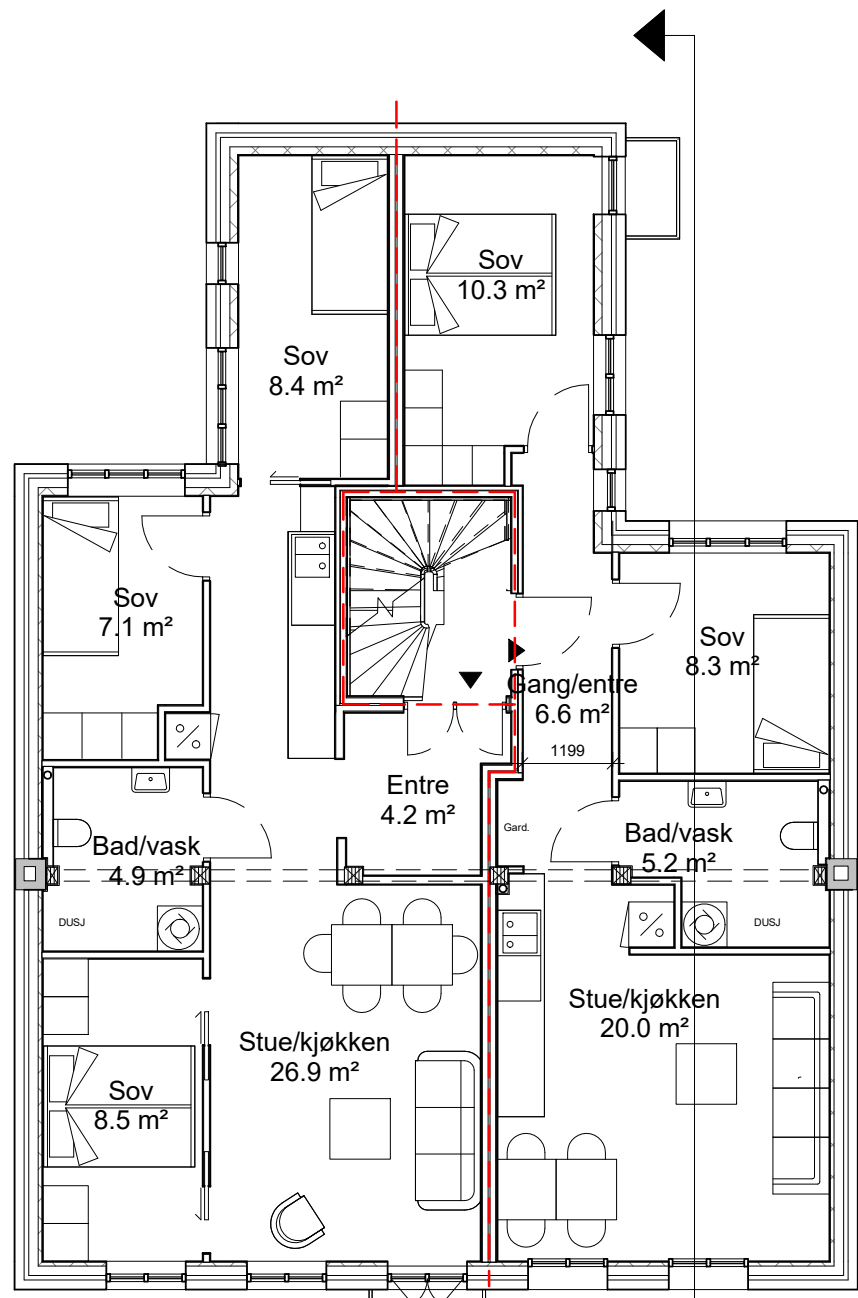 Sov
10.3 m²
Sov
8.4 m²
Sov
7.1 m²
Sov
8.3 m²
Gang/entre
6.6 m²
1199
Entre
4.2 m²
Gard.
Bad/vask
4.9 m²
Bad/vask
5.2 m²
DUSJ
DUSJ
Stue/kjøkken
20.0 m²
Stue/kjøkken
26.9 m²
Sov
8.5 m²